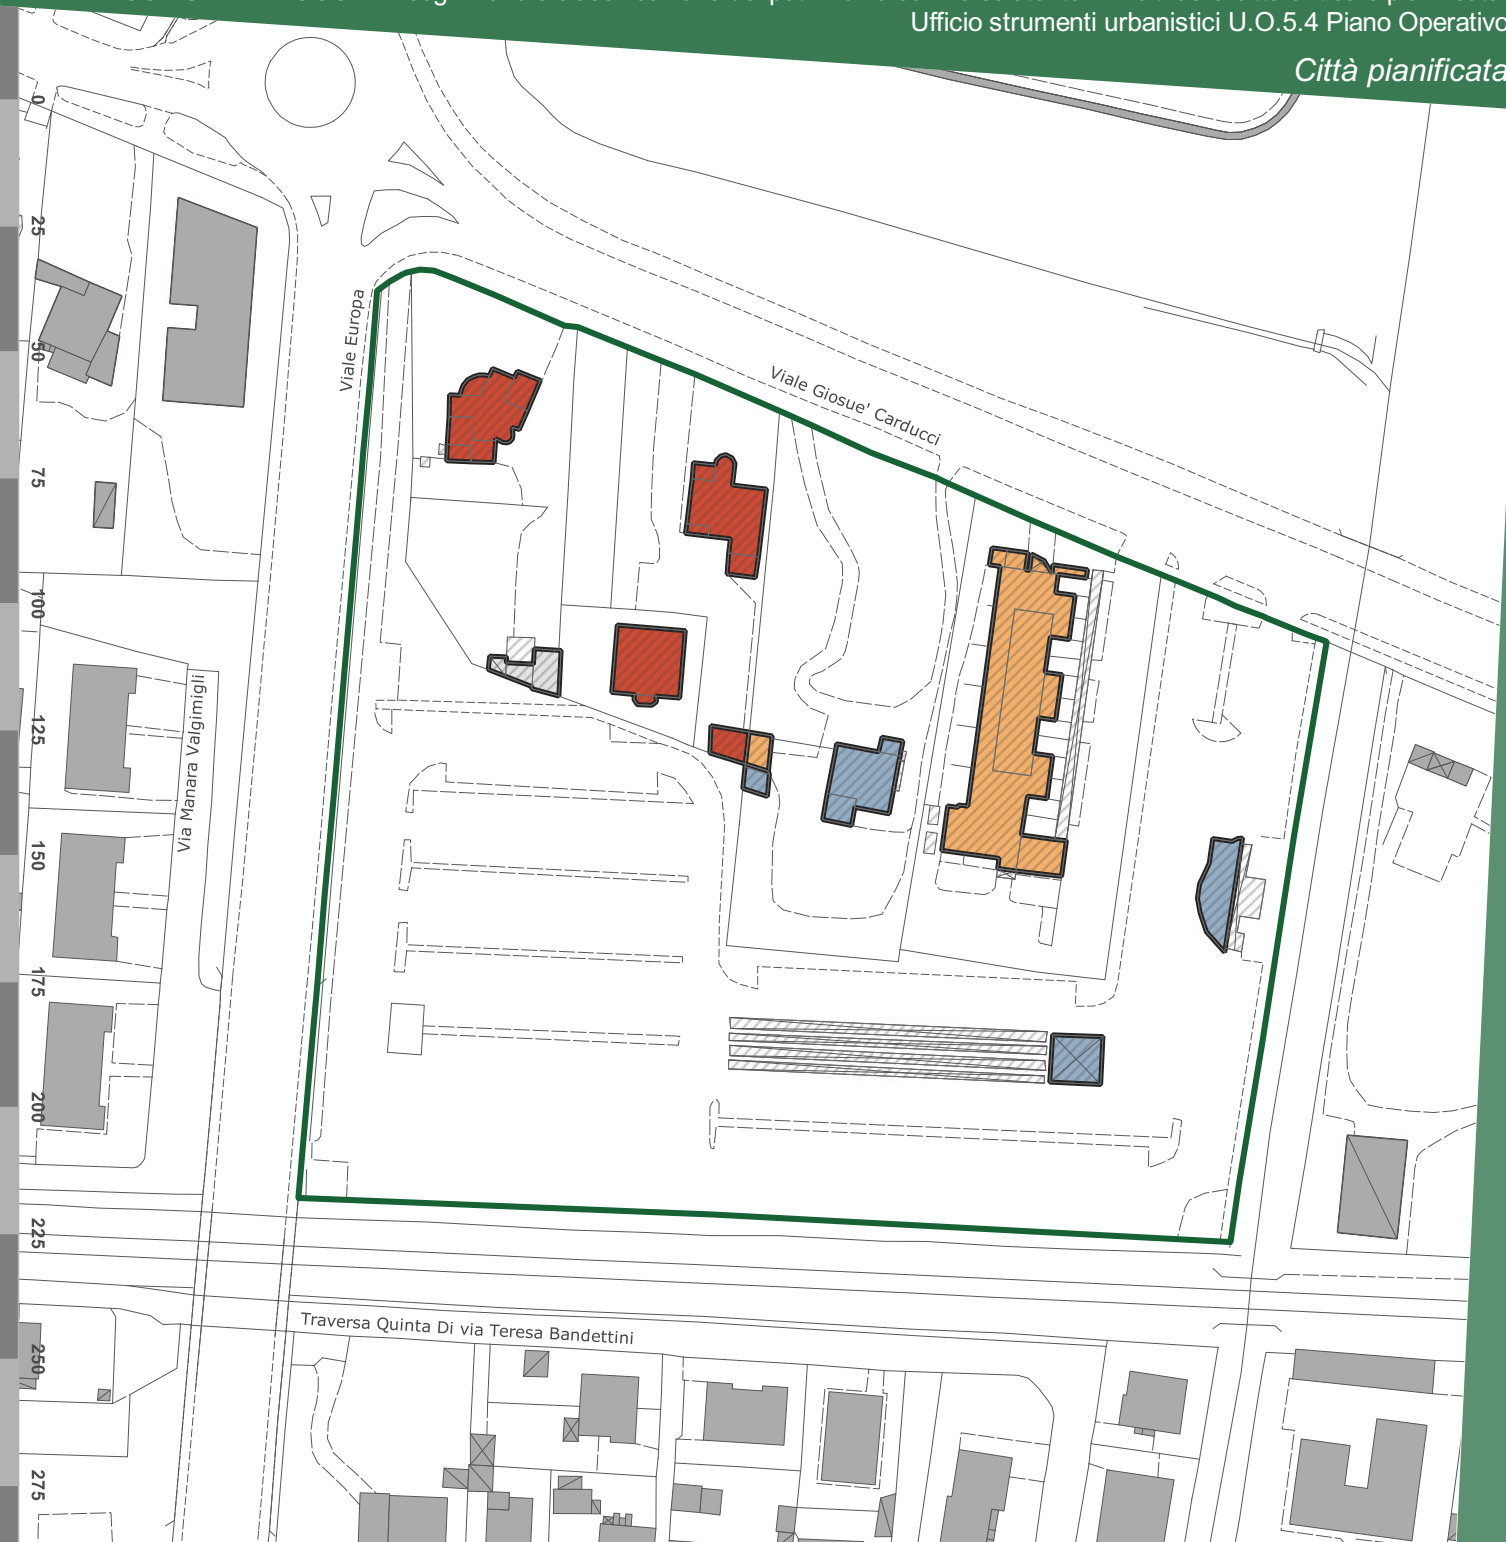 Ufficio strumenti urbanistici U.O.5.4 Piano Operativo
Città pianificata
0
25
50
75
100
125
150
175
200
225
250
275
Viale Europa
Viale Giosue' Carducci
Via Manara Valgimigli
Traversa Quinta Di via Teresa Bandettini